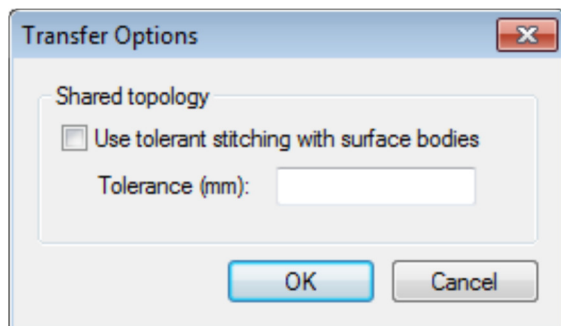 Transfer Options
Shared topology
Use tolerant stitching with surface bodies
Tolerance (mm):
OK Cancel